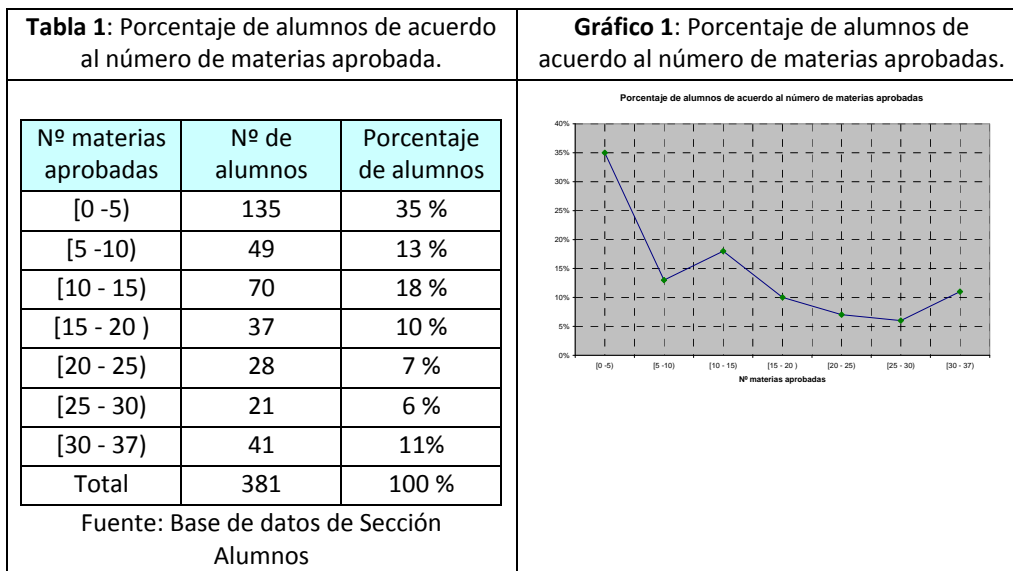 Tabla 1: Porcentaje de alumnos de acuerdo
al número de materias aprobada.
Nº materias
aprobadas
Nº de
alumnos
Porcentaje
de alumnos
[0 -5) 135 35 %
[5 -10) 49 13 %
[10 - 15) 70 18 %
[15 - 20 ) 37 10 %
[20 - 25) 28 7 %
[25 - 30) 21 6 %
[30 - 37) 41 11%
Total 381 100 %
Fuente: Base de datos de Sección
Alumnos
Gráfico 1: Porcentaje de alumnos de
acuerdo al número de materias aprobadas.
Porcentaje de alumnos de acuerdo al número de materias aprobadas
40%
35%
30%
25%
20%
15%
10%
5%
0%
[0 -5) [5 -10) [10 - 15) [15 - 20 ) [20 - 25) [25 - 30) [30 - 37)
Nº materias aprobadas